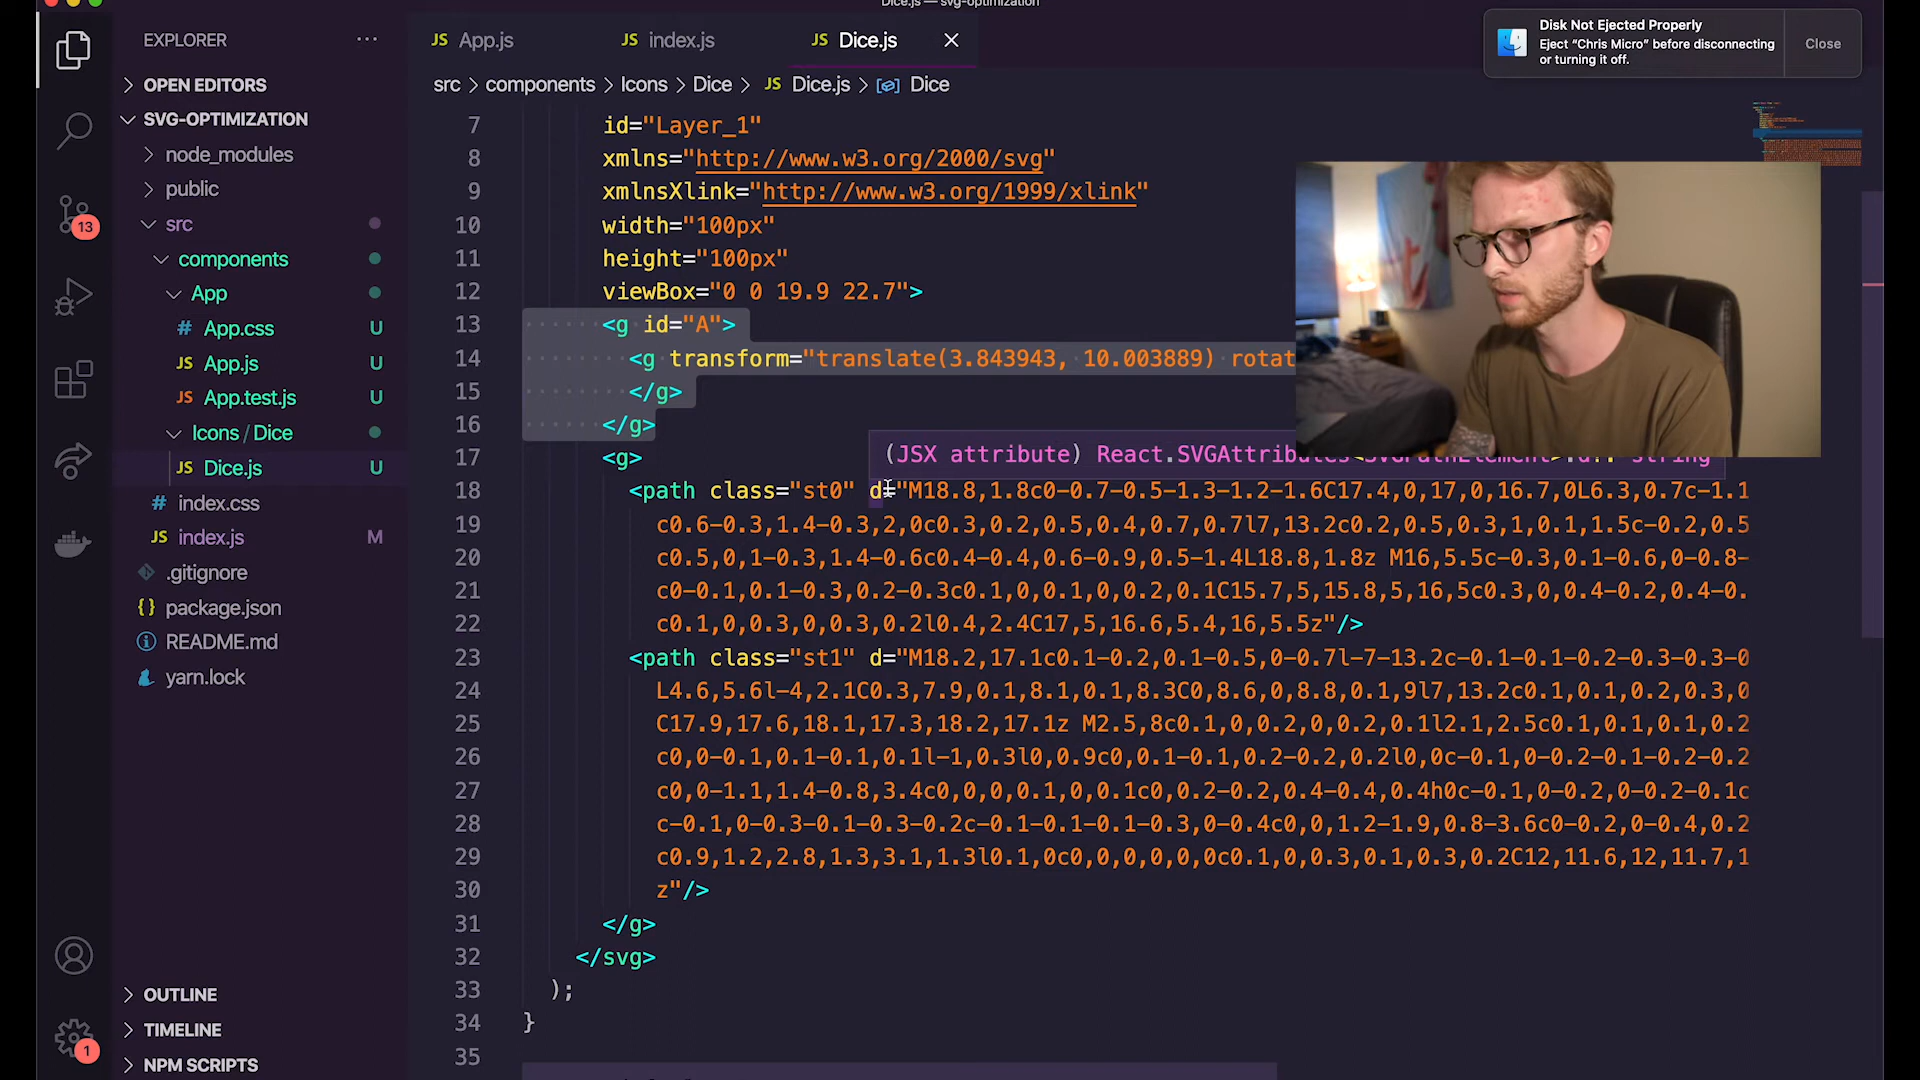 Dice.js — svg-optimization
EXPLORER
···
App.js
index.js
Dice.js
Disk Not Ejected Properly
Eject “Chris Micro” before disconnecting
or turning it off.
Close
OPEN EDITORS
SVG-OPTIMIZATION
node_modules
public
src
components
App
App.css U
App.js U
App.test.js U
Icons / Dice
Dice.js U
index.css
index.js M
.gitignore
package.json
README.md
yarn.lock
OUTLINE
TIMELINE
NPM SCRIPTS
13
1
src > components > Icons > Dice > JS Dice.js > Dice
7 id="Layer_1"
8 xmlns="http://www.w3.org/2000/svg"
9 xmlnsXlink="http://www.w3.org/1999/xlink"
10 width="100px"
11 height="100px"
12 viewBox="0 0 19.9 22.7">
13 <g id="A">
14 <g transform="translate(3.843943, 10.003889) rotat
15 </g>
16 </g>
(JSX attribute) React.SVGAttributes<SVGPathElement>.d?: string
17 <g>
18 <path class="st0" d="M18.8,1.8c0-0.7-0.5-1.3-1.2-1.6C17.4,0,17,0,16.7,0L6.3,0.7c-1.1
19 c0.6-0.3,1.4-0.3,2,0c0.3,0.2,0.5,0.4,0.7,0.7l7,13.2c0.2,0.5,0.3,1,0.1,1.5c-0.2,0.5
20 c0.5,0,1-0.3,1.4-0.6c0.4-0.4,0.6-0.9,0.5-1.4L18.8,1.8z M16,5.5c-0.3,0.1-0.6,0-0.8-
21 c0-0.1,0.1-0.3,0.2-0.3c0.1,0,0.1,0,0.2,0.1C15.7,5,15.8,5,16,5c0.3,0,0.4-0.2,0.4-0.
22 c0.1,0,0.3,0,0.3,0.2l0.4,2.4C17,5,16.6,5.4,16,5.5z"/>
23 <path class="st1" d="M18.2,17.1c0.1-0.2,0.1-0.5,0-0.7l-7-13.2c-0.1-0.1-0.2-0.3-0.3-0
24 L4.6,5.6l-4,2.1C0.3,7.9,0.1,8.1,0.1,8.3C0,8.6,0,8.8,0.1,9l7,13.2c0.1,0.1,0.2,0.3,0
25 C17.9,17.6,18.1,17.3,18.2,17.1z M2.5,8c0.1,0,0.2,0,0.2,0.1l2.1,2.5c0.1,0.1,0.1,0.2
26 c0,0-0.1,0.1-0.1,0.1l-1,0.3l0,0.9c0,0.1-0.1,0.2-0.2,0.2l0,0c-0.1,0-0.2-0.1-0.2-0.2
27 c0,0-1.1,1.4-0.8,3.4c0,0,0,0.1,0,0.1c0,0.2-0.2,0.4-0.4,0.4h0c-0.1,0-0.2,0-0.2-0.1c
28 c-0.1,0-0.3-0.1-0.3-0.2c-0.1-0.1-0.1-0.3,0-0.4c0,0,1.2-1.9,0.8-3.6c0-0.2,0-0.4,0.2
29 c0.9,1.2,2.8,1.3,3.1,1.3l0.1,0c0,0,0,0,0,0c0.1,0,0.3,0.1,0.3,0.2C12,11.6,12,11.7,1
30 z"/>
31 </g>
32 </svg>
33 );
34 }
35